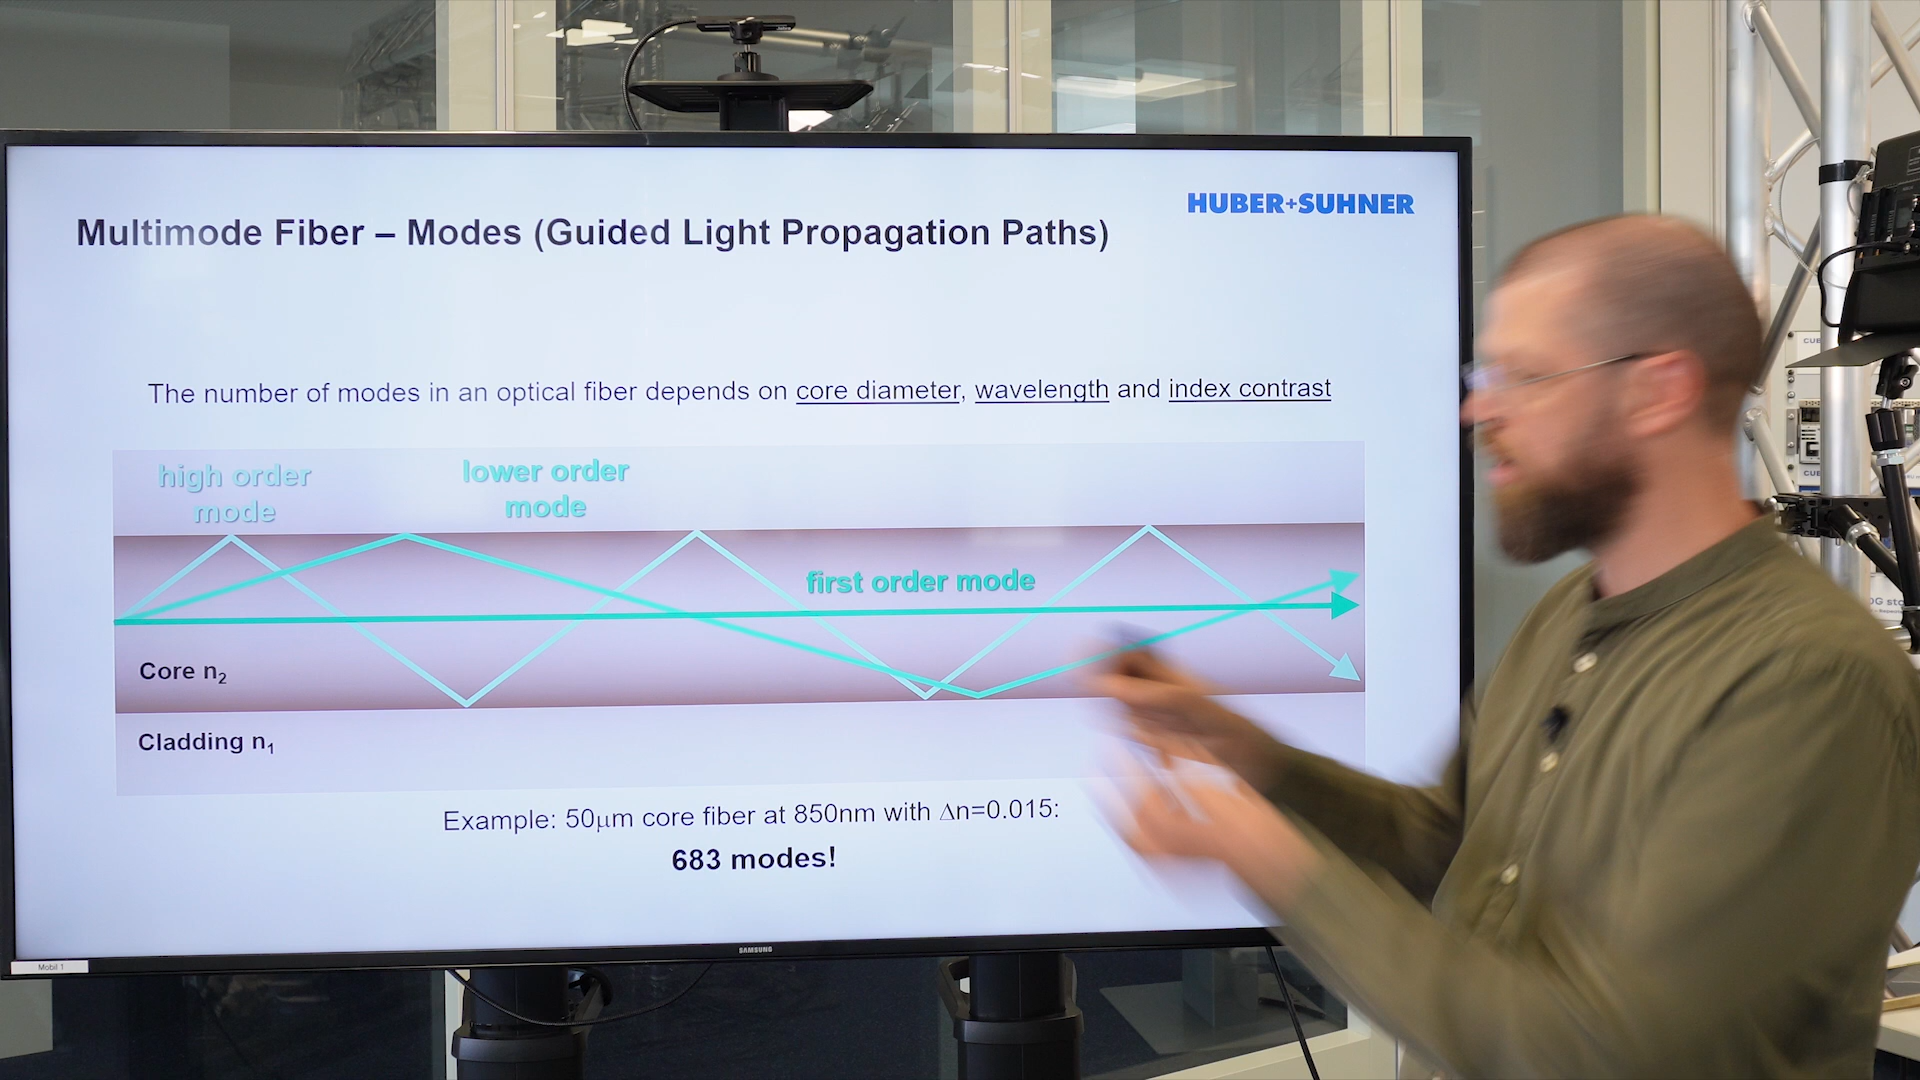 HUBER+SUHNER
Multimode Fiber – Modes (Guided Light Propagation Paths)
The number of modes in an optical fiber depends on core diameter, wavelength and index contrast
high order
mode
lower order
mode
first order mode
Core n₂
Cladding n₁
Example: 50μm core fiber at 850nm with Δn=0.015:
683 modes!
SAMSUNG
Mobil 1